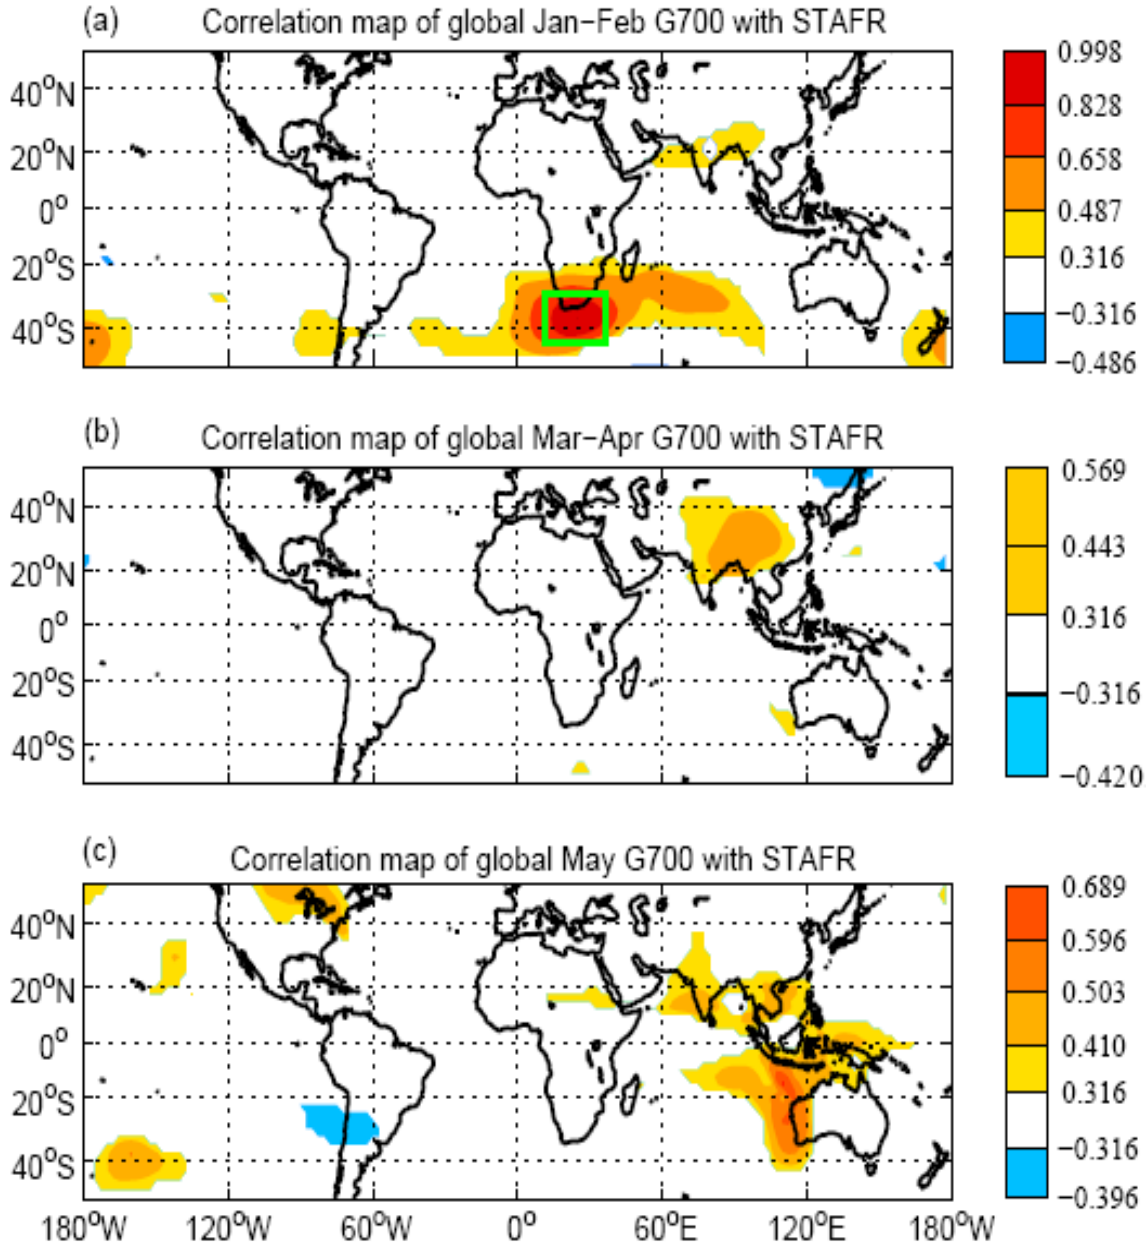 (a) Correlation map of global Jan−Feb G700 with STAFR
40°N
20°N
0°
20°S
40°S
0.998
0.828
0.658
0.487
0.316
−0.316
−0.486
(b) Correlation map of global Mar−Apr G700 with STAFR
40°N
20°N
0°
20°S
40°S
0.569
0.443
0.316
−0.316
−0.420
(c) Correlation map of global May G700 with STAFR
40°N
20°N
0°
20°S
40°S
0.689
0.596
0.503
0.410
0.316
−0.316
−0.396
180°W 120°W 60°W 0° 60°E 120°E 180°W